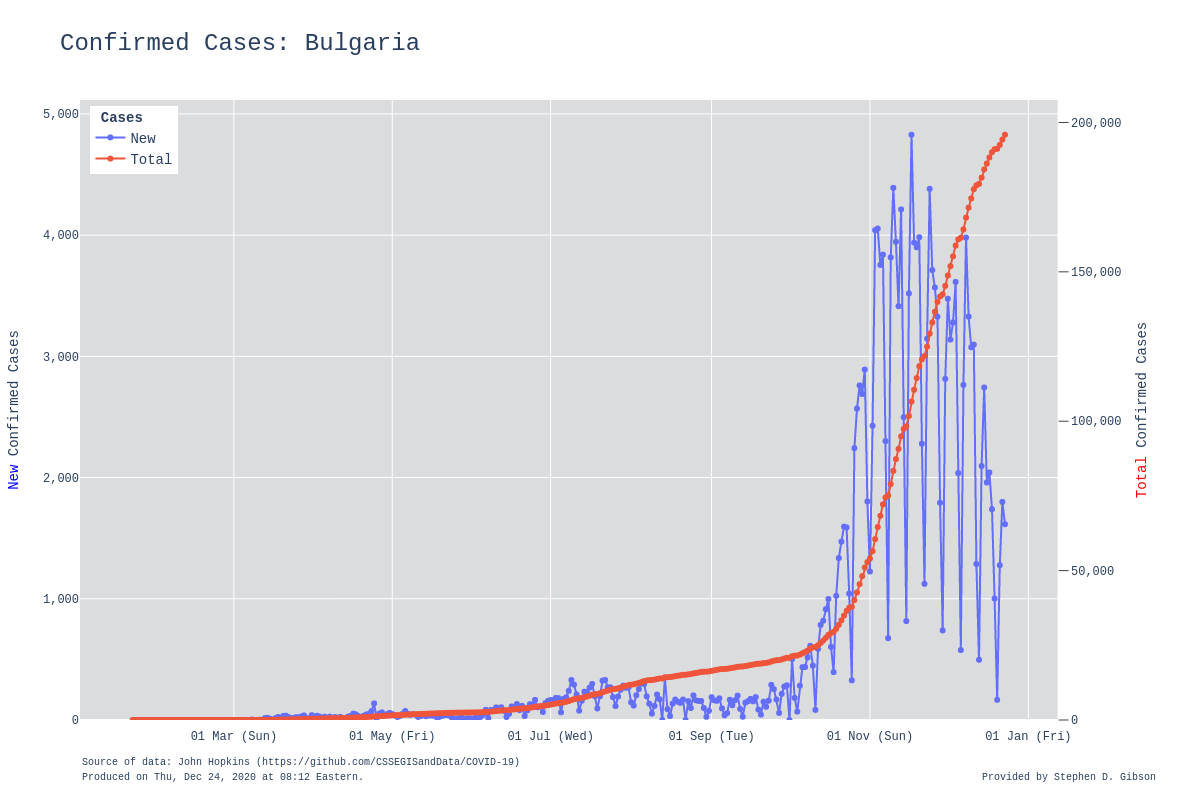 Confirmed Cases: Bulgaria
Cases
New
Total
5,000
4,000
3,000
2,000
1,000
0
New Confirmed Cases
200,000
150,000
100,000
50,000
0
Total Confirmed Cases
01 Mar (Sun)
01 May (Fri)
01 Jul (Wed)
01 Sep (Tue)
01 Nov (Sun)
01 Jan (Fri)
Source of data: John Hopkins (https://github.com/CSSEGISandData/COVID-19)
Produced on Thu, Dec 24, 2020 at 08:12 Eastern.
Provided by Stephen D. Gibson